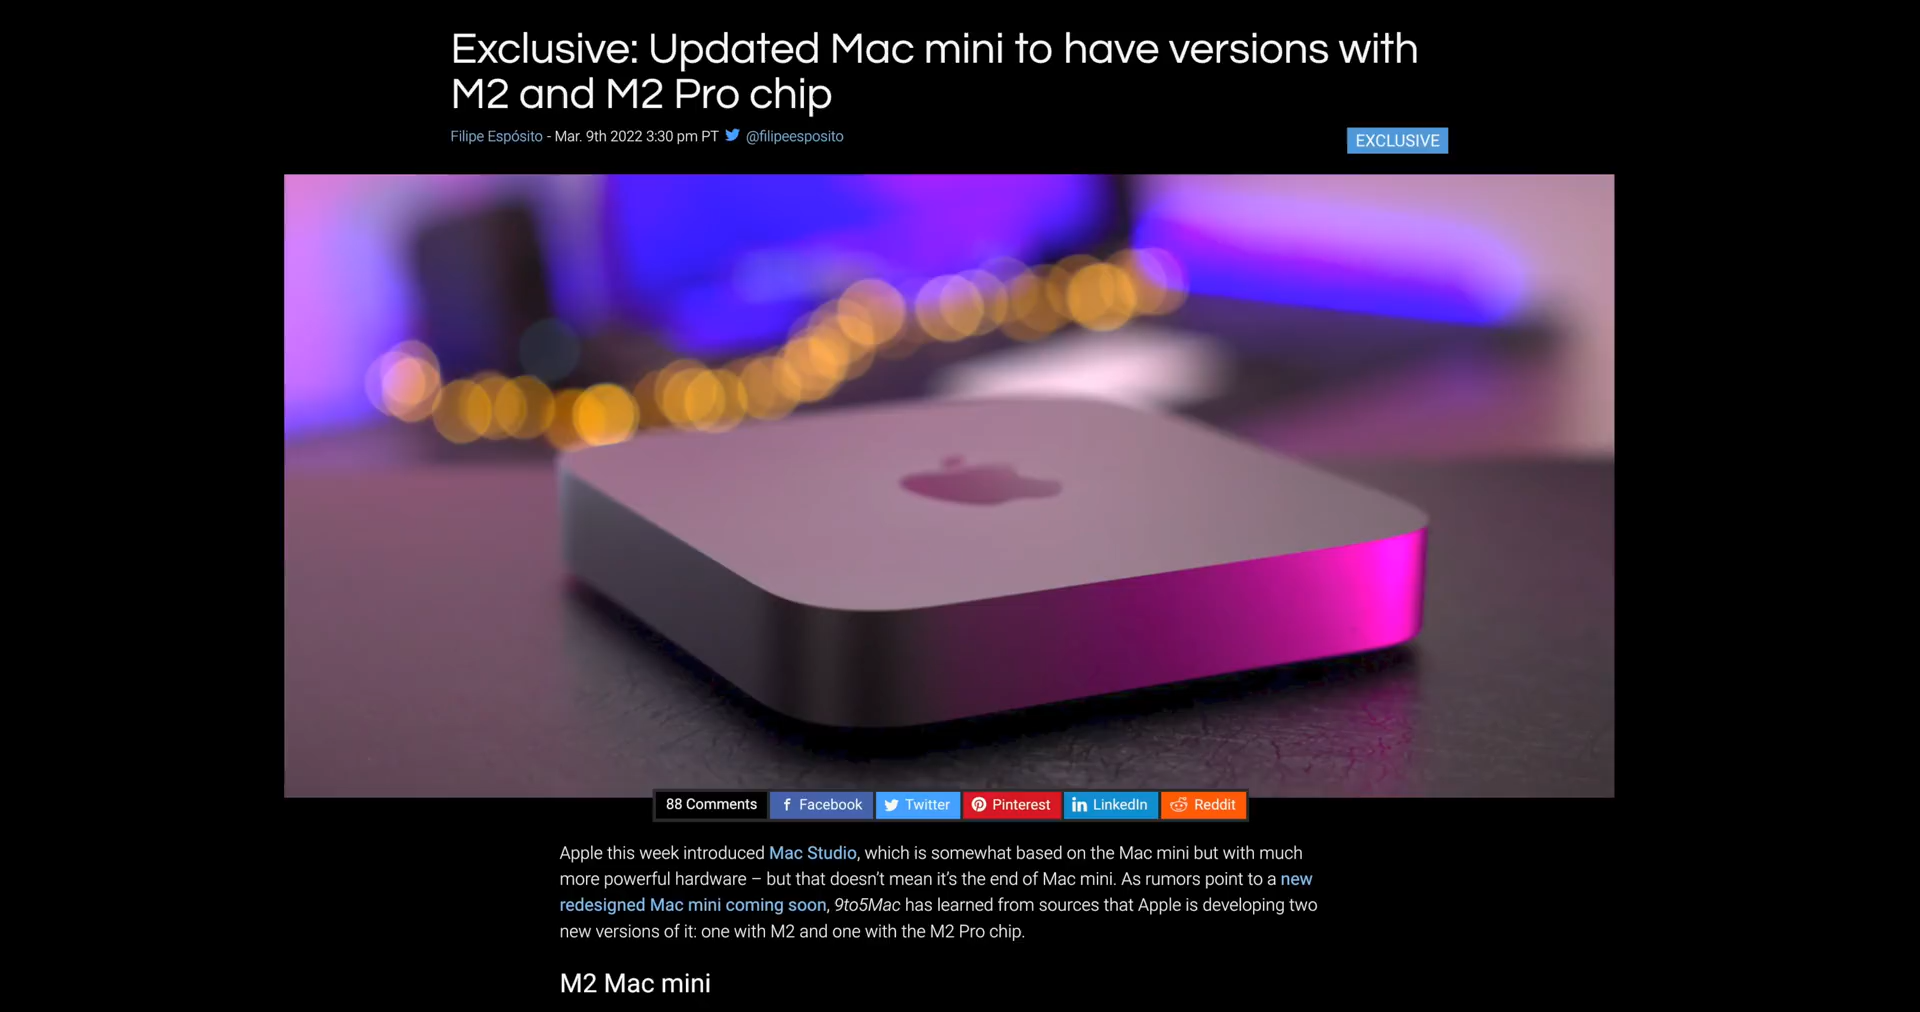 Exclusive: Updated Mac mini to have versions with
M2 and M2 Pro chip
Filipe Espósito - Mar. 9th 2022 3:30 pm PT @filipeesposito
EXCLUSIVE
88 Comments Facebook Twitter Pinterest LinkedIn Reddit
Apple this week introduced Mac Studio, which is somewhat based on the Mac mini but with much
more powerful hardware – but that doesn't mean it's the end of Mac mini. As rumors point to a new
redesigned Mac mini coming soon, 9to5Mac has learned from sources that Apple is developing two
new versions of it: one with M2 and one with the M2 Pro chip.
M2 Mac mini